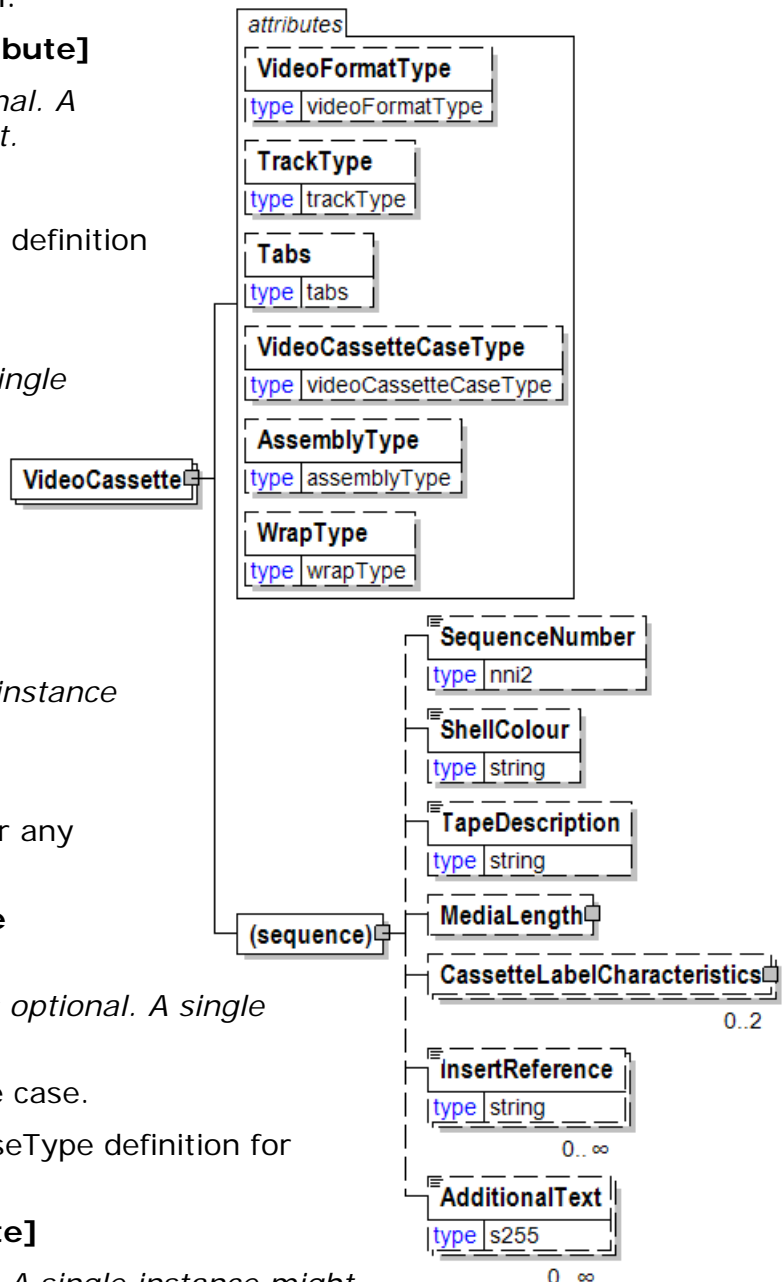 r.
bute]
nal. A
t.
definition
ingle
instance
r any
e
optional. A single
e case.
seType definition for
te]
A single instance might
VideoCassette
attributes
VideoFormatType
type videoFormatType
TrackType
type trackType
Tabs
type tabs
VideoCassetteCaseType
type videoCassetteCaseType
AssemblyType
type assemblyType
WrapType
type wrapType
(sequence)
SequenceNumber
type nni2
ShellColour
type string
TapeDescription
type string
MediaLength
CassetteLabelCharacteristics
0..2
InsertReference
type string
0..∞
AdditionalText
type s255
0..∞